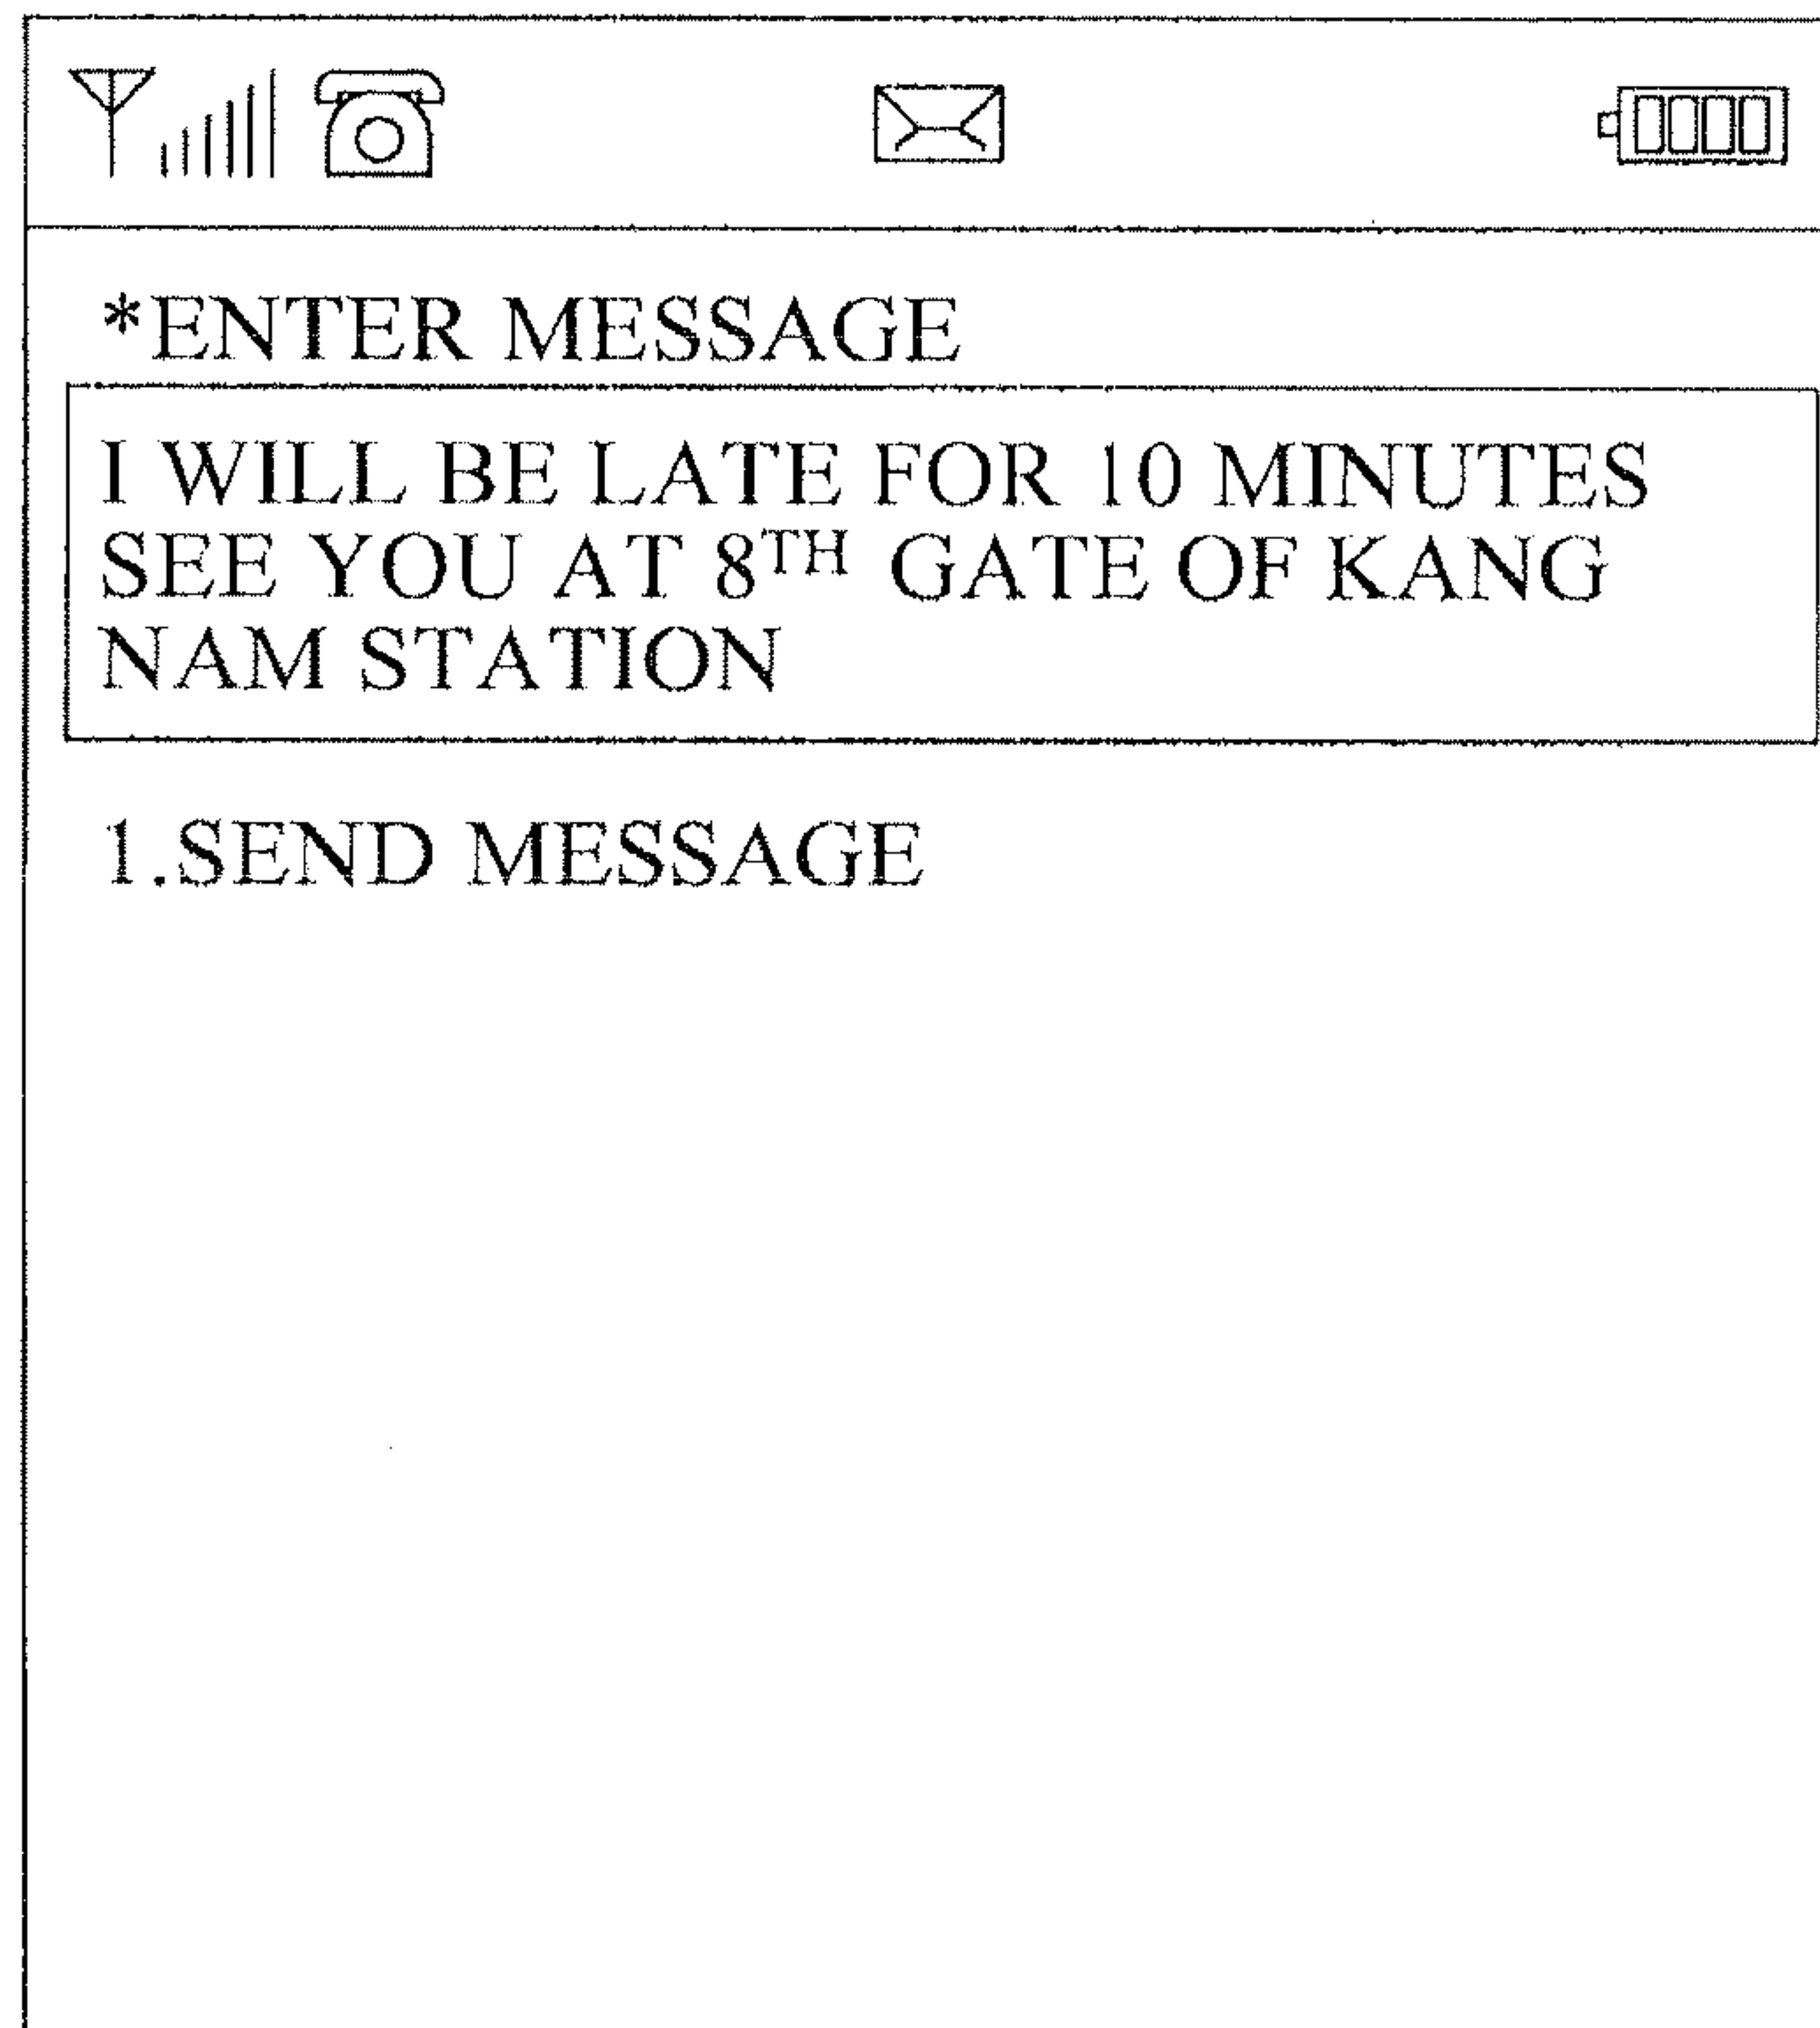 *ENTER MESSAGE
I WILL BE LATE FOR 10 MINUTES
SEE YOU AT 8TH GATE OF KANG
NAM STATION
1.SEND MESSAGE